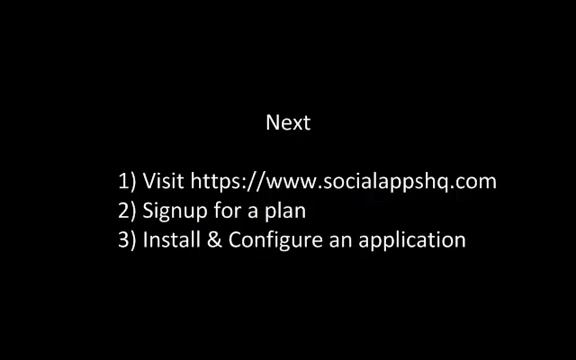 Next
1) Visit https://www.socialappshq.com
2) Signup for a plan
3) Install & Configure an application